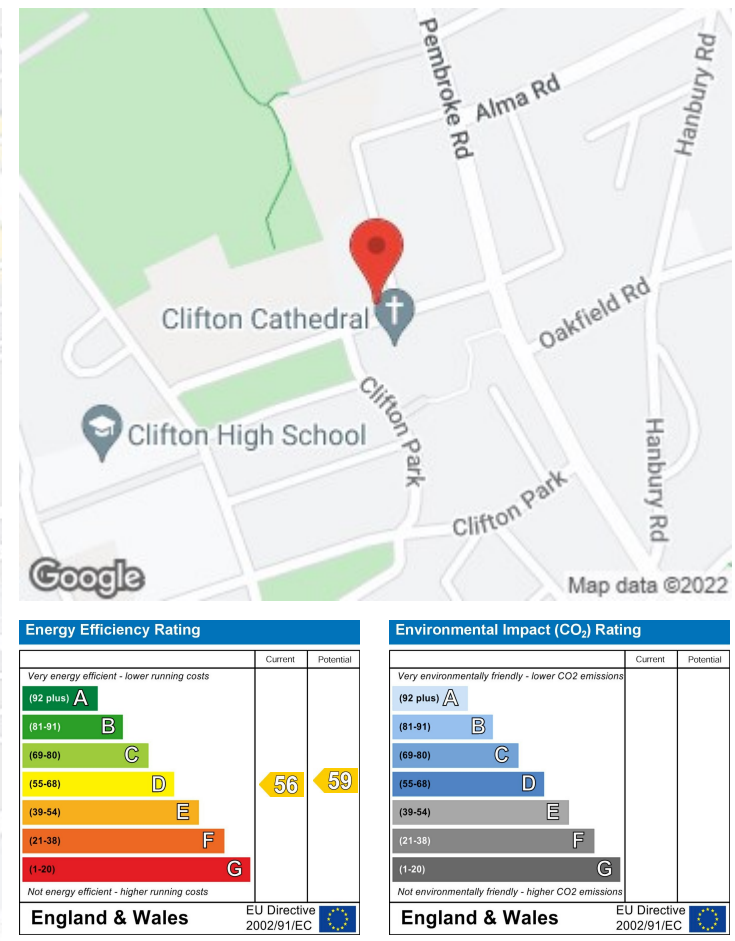 Pembroke Rd
Alma Rd
Hanbury Rd
Clifton Cathedral
Oakfield Rd
Clifton High School
Clifton Park
Hanbury Rd
Clifton Park
Google
Map data ©2022
Energy Efficiency Rating
Current Potential
Very energy efficient - lower running costs
(92 plus) A
(81-91) B
(69-80) C
(55-68) D 56 59
(39-54) E
(21-38) F
(1-20) G
Not energy efficient - higher running costs
England & Wales
EU Directive
2002/91/EC
Environmental Impact (CO₂) Rating
Current Potential
Very environmentally friendly - lower CO2 emissions
(92 plus) A
(81-91) B
(69-80) C
(55-68) D
(39-54) E
(21-38) F
(1-20) G
Not environmentally friendly - higher CO2 emissions
England & Wales
EU Directive
2002/91/EC